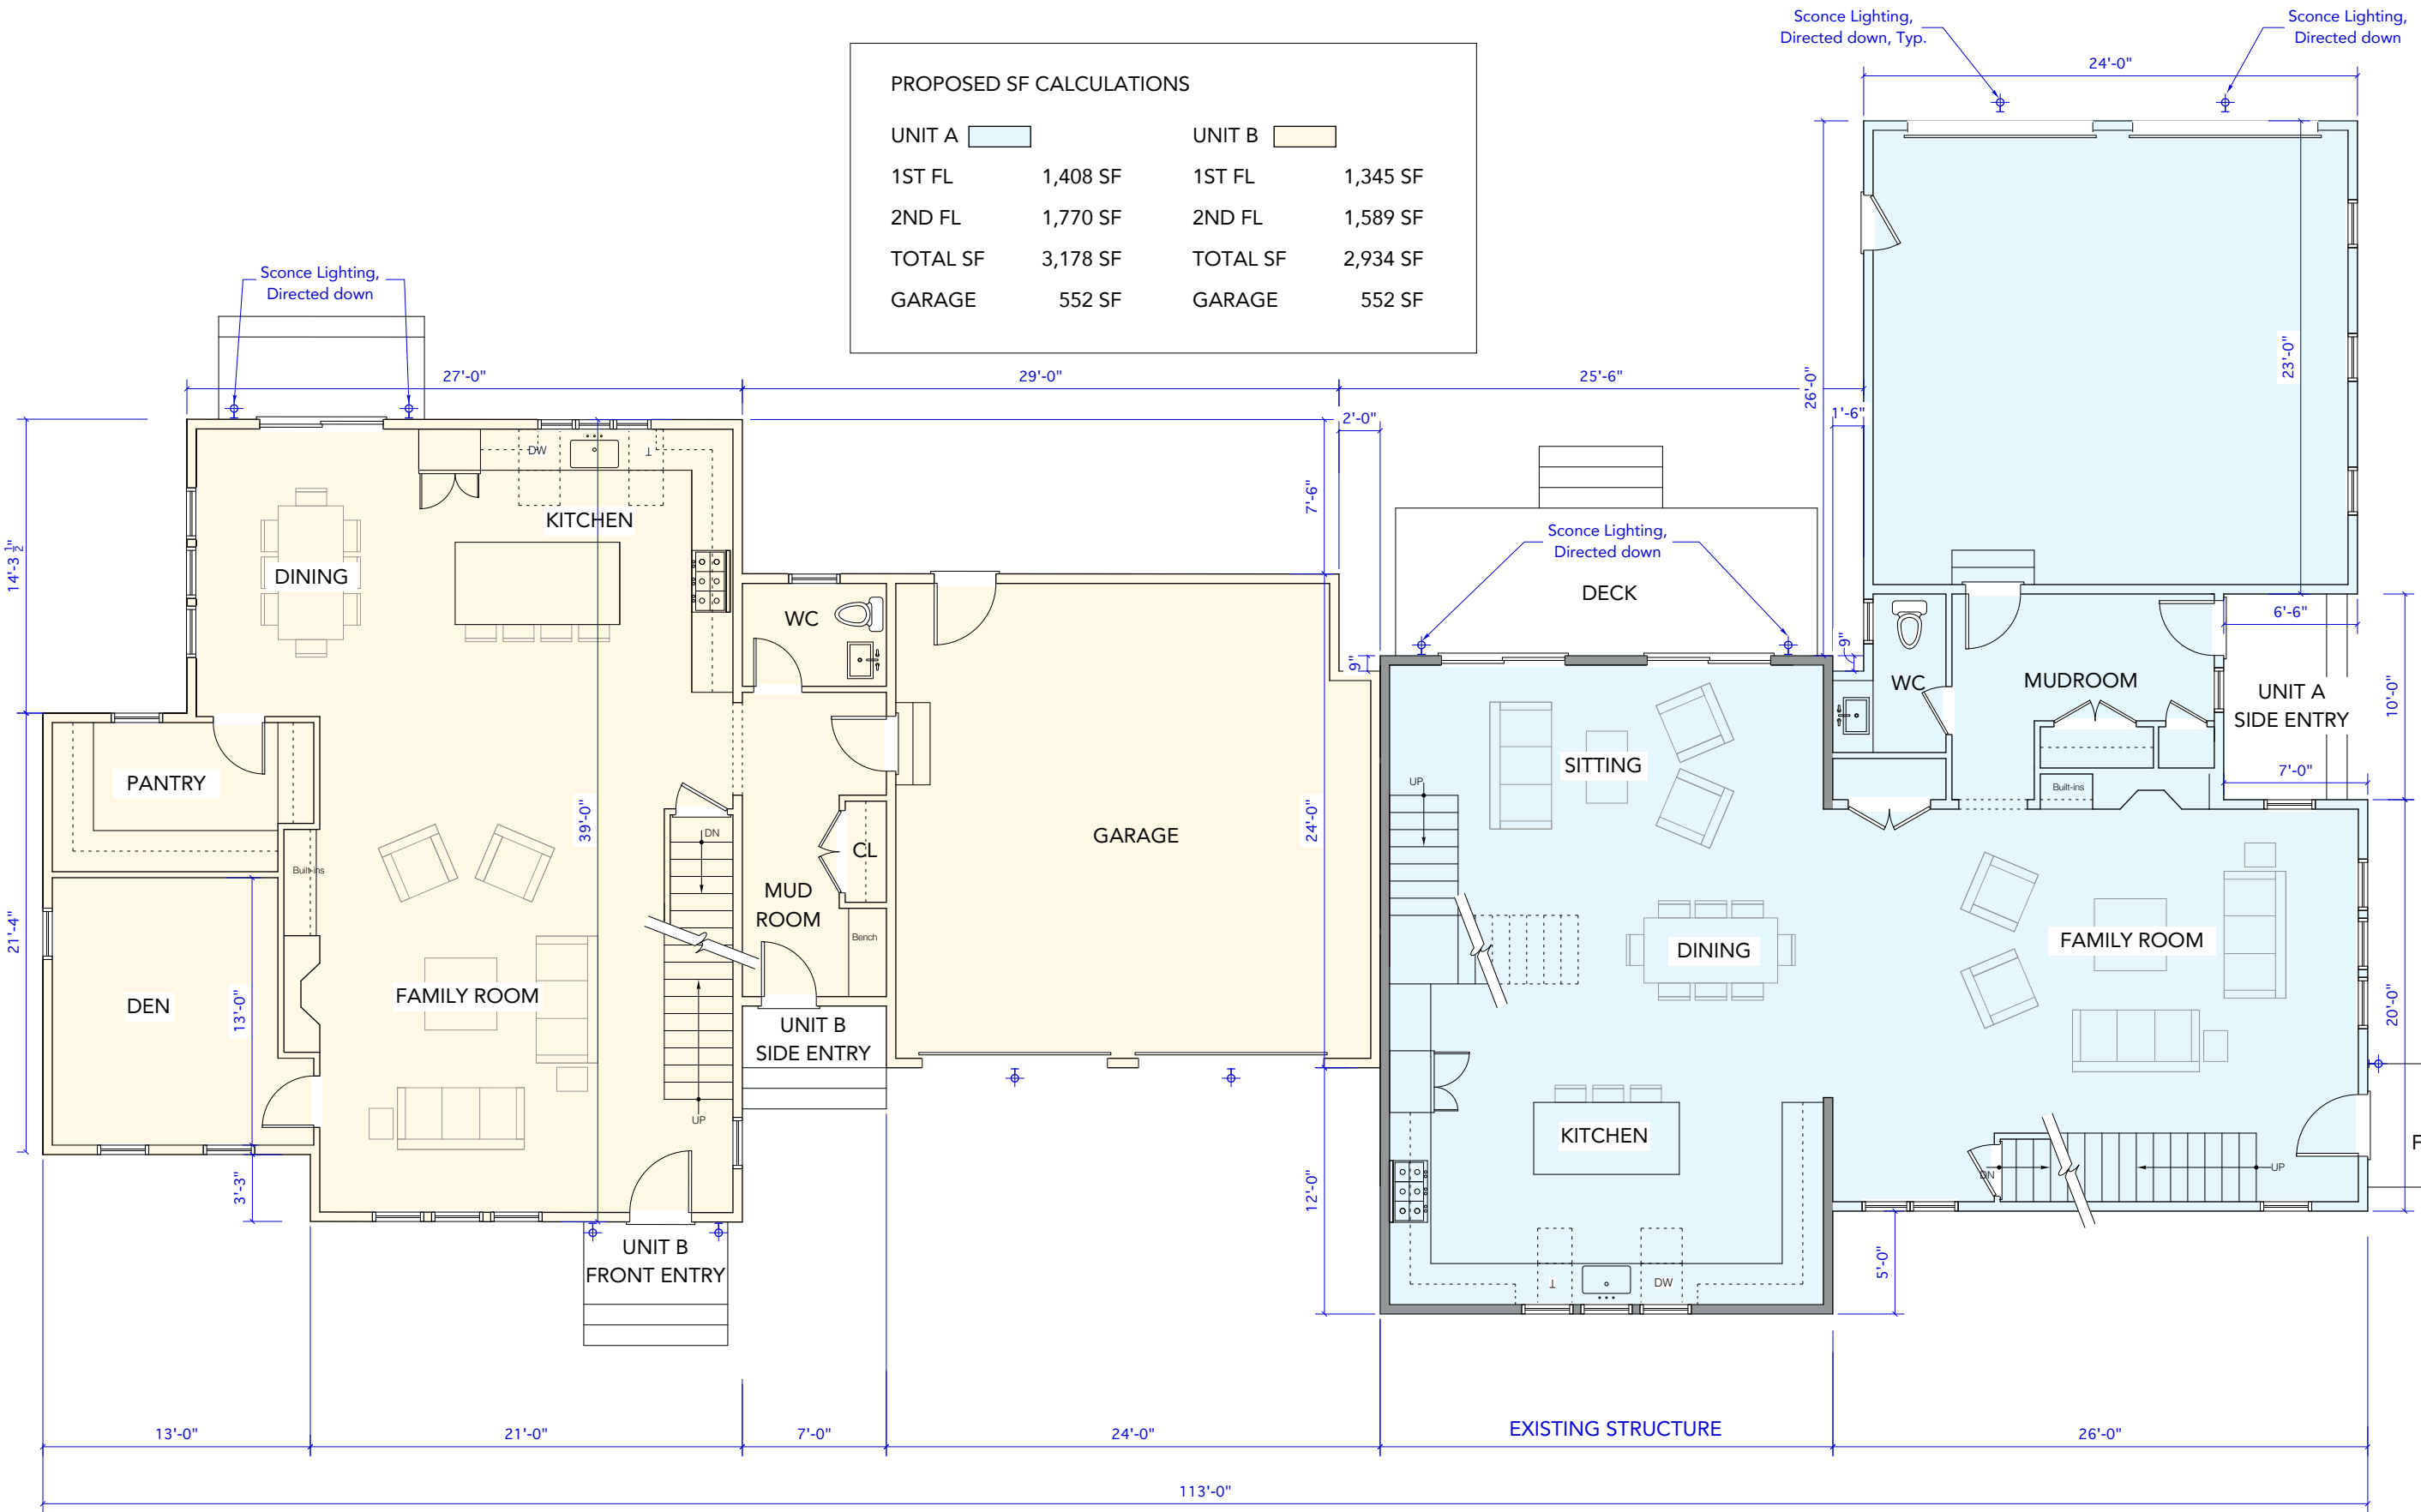 Sconce Lighting,
Directed down, Typ.
Sconce Lighting,
Directed down
24'-0"
PROPOSED SF CALCULATIONS
UNIT A UNIT B
1ST FL 1,408 SF 1ST FL 1,345 SF
2ND FL 1,770 SF 2ND FL 1,589 SF
TOTAL SF 3,178 SF TOTAL SF 2,934 SF
GARAGE 552 SF GARAGE 552 SF
Sconce Lighting,
Directed down
27'-0"
29'-0"
25'-6"
26'-0"
23'-0"
2'-0"
1'-6"
7'-6"
14'-3 1/2"
DW
T
KITCHEN
DINING
WC
Sconce Lighting,
Directed down
DECK
9"
9"
6'-6"
WC
MUDROOM
UNIT A
SIDE ENTRY
10'-0"
7'-0"
PANTRY
SITTING
UP
Built-ins
39'-0"
DN
GARAGE
24'-0"
CL
Built-ins
MUD
ROOM
Bench
21'-4"
DINING
FAMILY ROOM
DEN
13'-0"
FAMILY ROOM
20'-0"
UNIT B
SIDE ENTRY
UP
KITCHEN
F
DN
UP
3'-3"
12'-0"
UNIT B
FRONT ENTRY
5'-0"
T
DW
13'-0"
21'-0"
7'-0"
24'-0"
EXISTING STRUCTURE
26'-0"
113'-0"